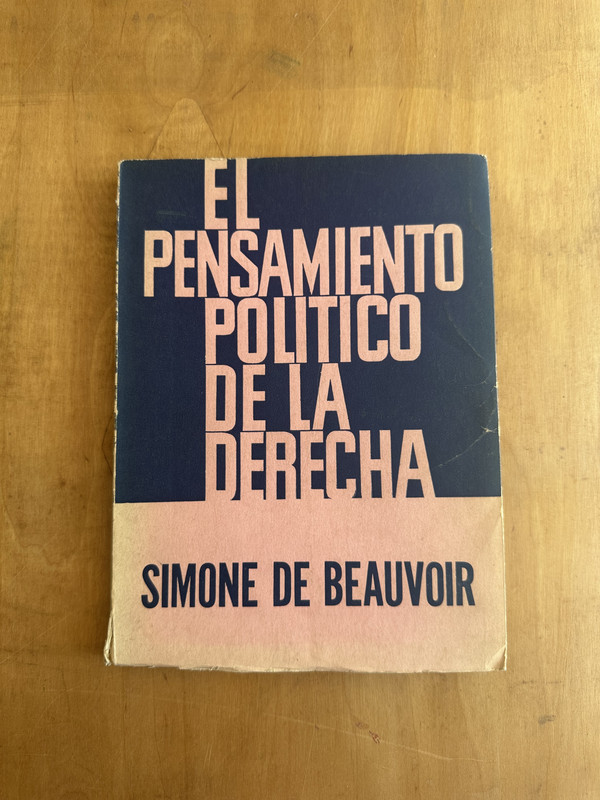 EL
PENSAMIENTO
POLITICO
DE LA
DERECHA
SIMONE DE BEAUVOIR